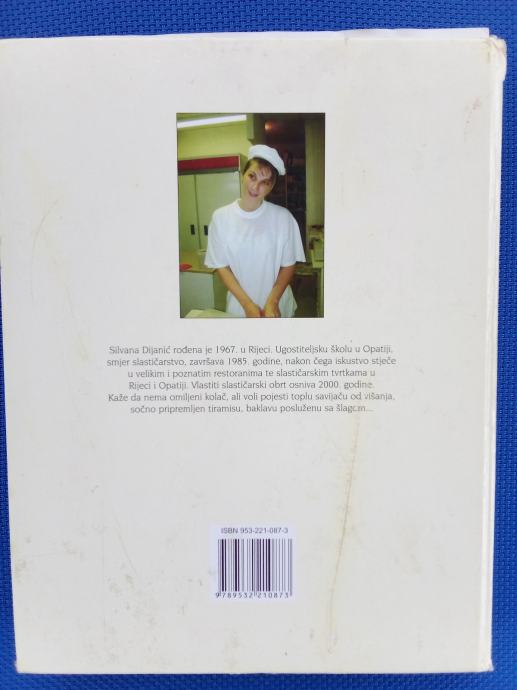 Silvana Dijanić rođena je 1967. u Rijeci. Ugostiteljsku školu u Opatiji,
smjer slastičarstvo, završava 1985. godine, nakon čega iskustvo stječe
u velikim i poznatim restoranima te slastičarskim tvrtkama u
Rijeci i Opatiji. Vlastiti slastičarski obrt osniva 2000. godine.
Kaže da nema omiljeni kolač, ali voli pojesti toplu savijaču od višanja,
sočno pripremljen tiramisu, baklavu posluženu sa šlagom...
ISBN 953-221-087-3
9789532210873